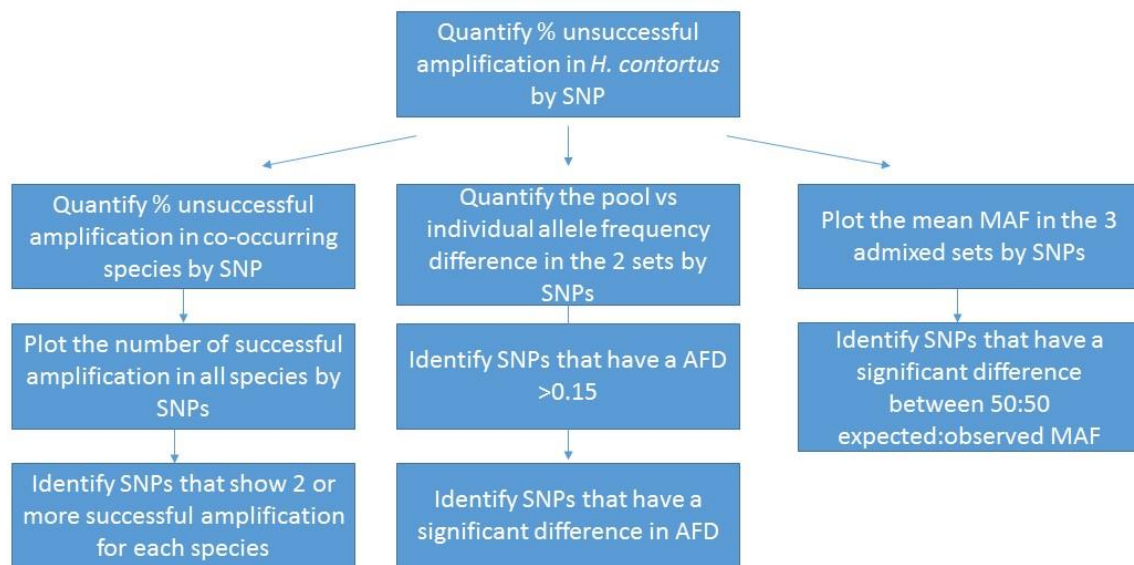 Quantify % unsuccessful
amplification in H. contortus
by SNP
Quantify % unsuccessful
amplification in co-occurring
species by SNP
Plot the number of successful
amplification in all species by
SNPs
Identify SNPs that show 2 or
more successful amplification
for each species
Quantify the pool vs
individual allele frequency
difference in the 2 sets by
SNPs
Identify SNPs that have a AFD
>0.15
Identify SNPs that have a
significant difference in AFD
Plot the mean MAF in the 3
admixed sets by SNPs
Identify SNPs that have a
significant difference
between 50:50
expected:observed MAF